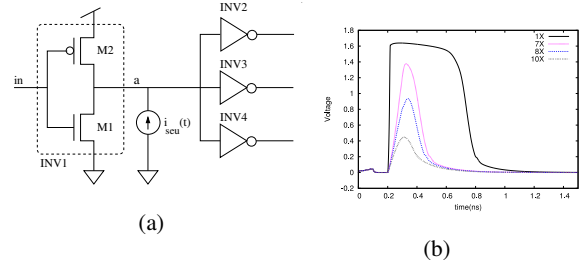 INV2
M2
in
a
INV3
i seu(t)
M1
INV4
INV1
(a)
1X
7X
8X
10X
Voltage
1.8
1.6
1.4
1.2
1
0.8
0.6
0.4
0.2
0
-0.2
0
0.2
0.4
0.6
0.8
1
1.2
1.4
time(ns)
(b)